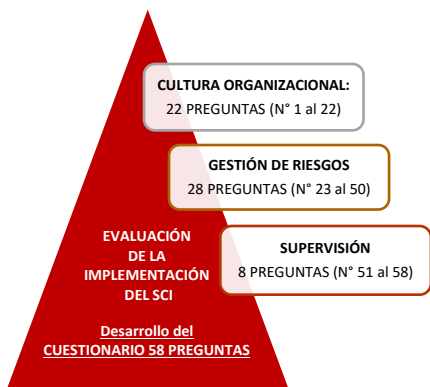 CULTURA ORGANIZACIONAL:
22 PREGUNTAS (N° 1 al 22)
GESTIÓN DE RIESGOS
28 PREGUNTAS (N° 23 al 50)
SUPERVISIÓN
8 PREGUNTAS (N° 51 al 58)
EVALUACIÓN
DE LA
IMPLEMENTACIÓN
DEL SCI
Desarrollo del
CUESTIONARIO 58 PREGUNTAS